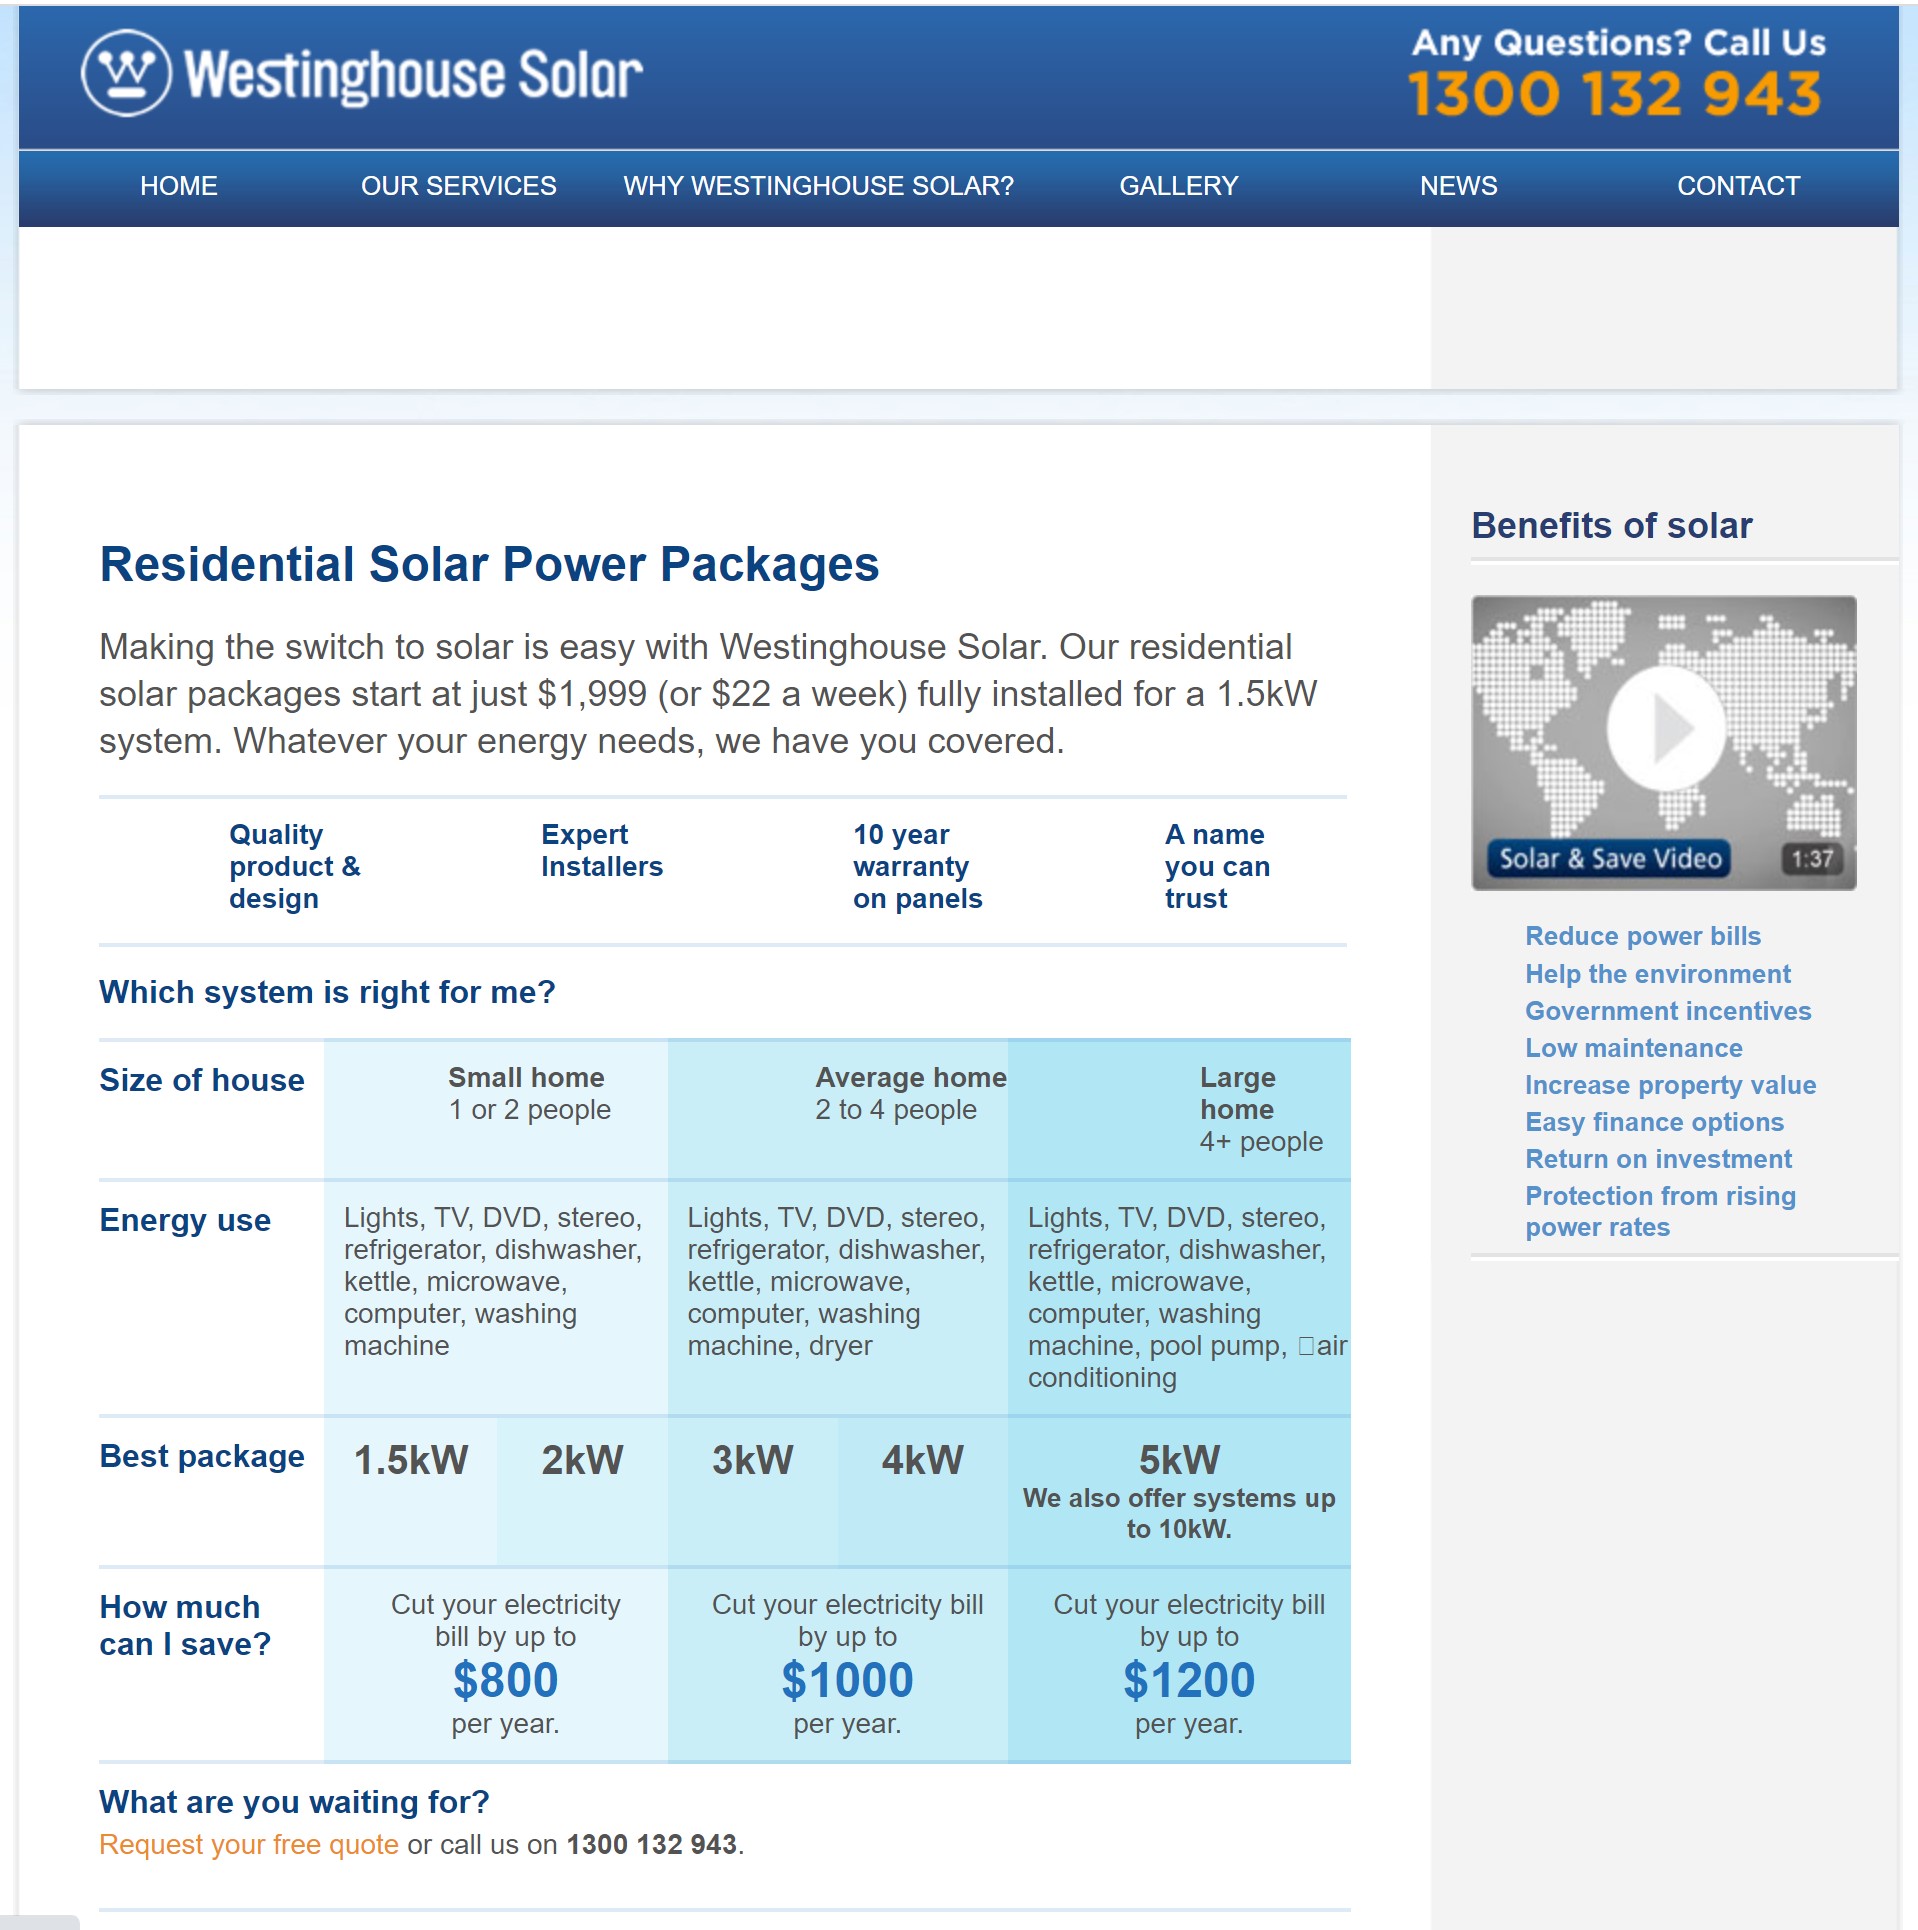 Westinghouse Solar
Any Questions? Call Us
1300 132 943
HOME
OUR SERVICES
WHY WESTINGHOUSE SOLAR?
GALLERY
NEWS
CONTACT
Residential Solar Power Packages
Making the switch to solar is easy with Westinghouse Solar. Our residential
solar packages start at just $1,999 (or $22 a week) fully installed for a 1.5kW
system. Whatever your energy needs, we have you covered.
Quality
product &
design
Expert
Installers
10 year
warranty
on panels
A name
you can
trust
Which system is right for me?
Size of house
Small home
1 or 2 people
Average home
2 to 4 people
Large
home
4+ people
Energy use
Lights, TV, DVD, stereo,
refrigerator, dishwasher,
kettle, microwave,
computer, washing
machine
Lights, TV, DVD, stereo,
refrigerator, dishwasher,
kettle, microwave,
computer, washing
machine, dryer
Lights, TV, DVD, stereo,
refrigerator, dishwasher,
kettle, microwave,
computer, washing
machine, pool pump, air
conditioning
Best package
1.5kW
2kW
3kW
4kW
5kW
We also offer systems up
to 10kW.
How much
can I save?
Cut your electricity
bill by up to
$800
per year.
Cut your electricity bill
by up to
$1000
per year.
Cut your electricity bill
by up to
$1200
per year.
What are you waiting for?
Request your free quote or call us on 1300 132 943.
Benefits of solar
Solar & Save Video
1:37
Reduce power bills
Help the environment
Government incentives
Low maintenance
Increase property value
Easy finance options
Return on investment
Protection from rising
power rates